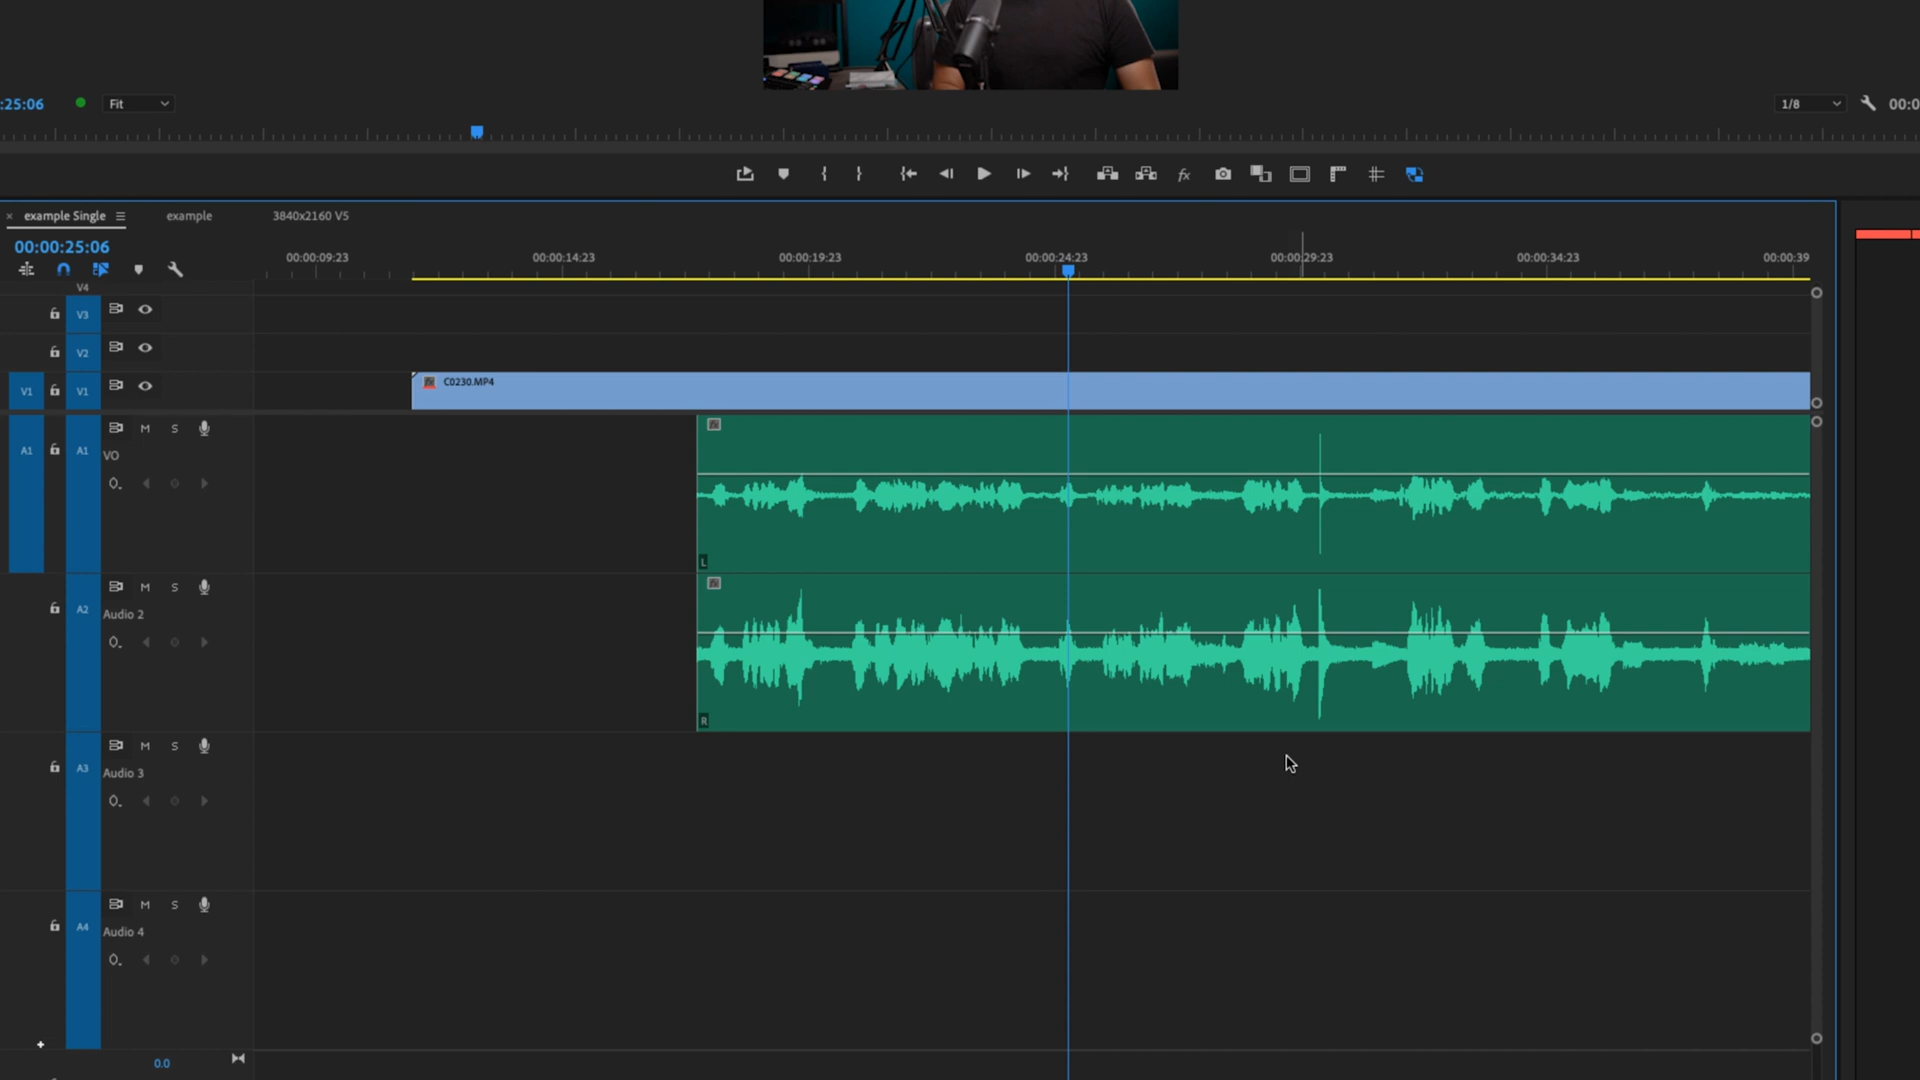 :25:06 Fit 1/8 00:0
example Single example 3840x2160 V5
00:00:25:06
00:00:09:23 00:00:14:23 00:00:19:23 00:00:24:23 00:00:29:23 00:00:34:23 00:00:39
V4
V3
V2
V1 V1 C0230.MP4
M S
A1 A1 VO
L
M S
A2 Audio 2
R
M S
A3 Audio 3
M S
A4 Audio 4
0.0